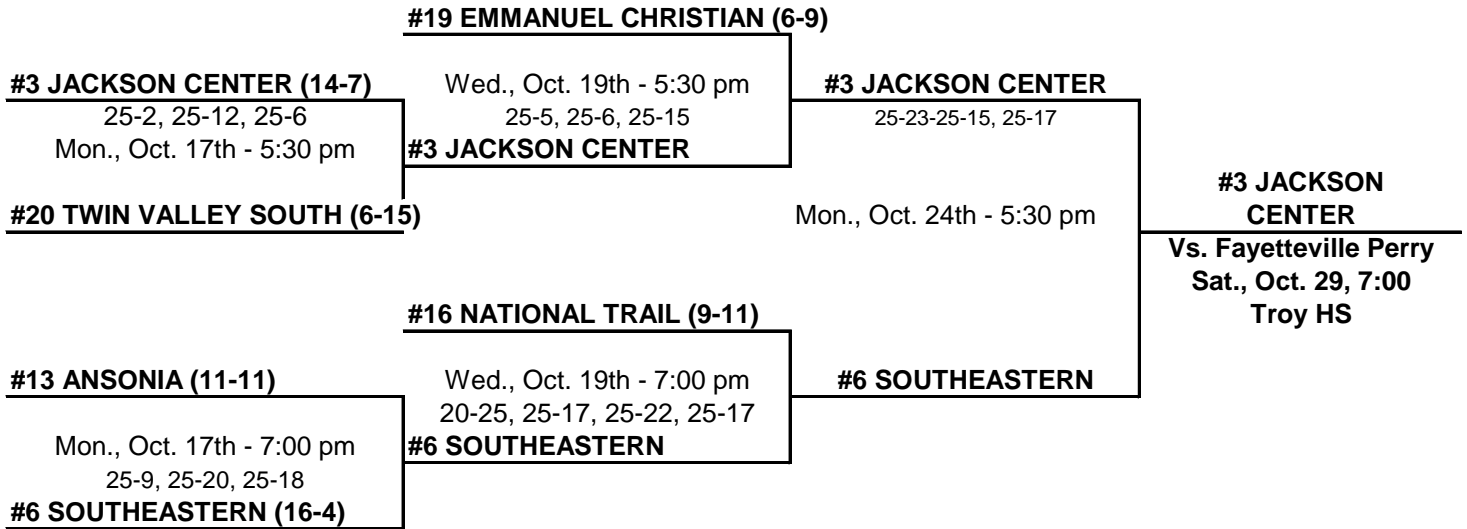 #19 EMMANUEL CHRISTIAN (6-9)
#3 JACKSON CENTER (14-7)
25-2, 25-12, 25-6
Mon., Oct. 17th - 5:30 pm
#20 TWIN VALLEY SOUTH (6-15)
Wed., Oct. 19th - 5:30 pm
25-5, 25-6, 25-15
#3 JACKSON CENTER
#3 JACKSON CENTER
25-23-25-15, 25-17
Mon., Oct. 24th - 5:30 pm
#3 JACKSON
CENTER
Vs. Fayetteville Perry
Sat., Oct. 29, 7:00
Troy HS
#16 NATIONAL TRAIL (9-11)
#13 ANSONIA (11-11)
Mon., Oct. 17th - 7:00 pm
25-9, 25-20, 25-18
#6 SOUTHEASTERN (16-4)
Wed., Oct. 19th - 7:00 pm
20-25, 25-17, 25-22, 25-17
#6 SOUTHEASTERN
#6 SOUTHEASTERN